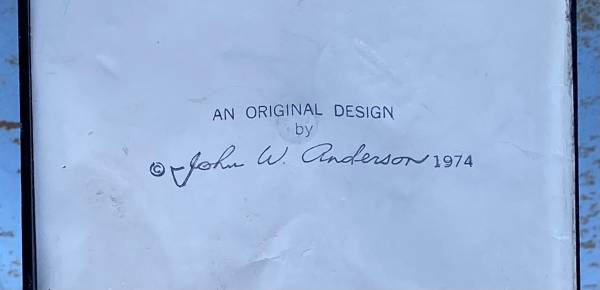 AN ORIGINAL DESIGN
by
© John W. Anderson 1974